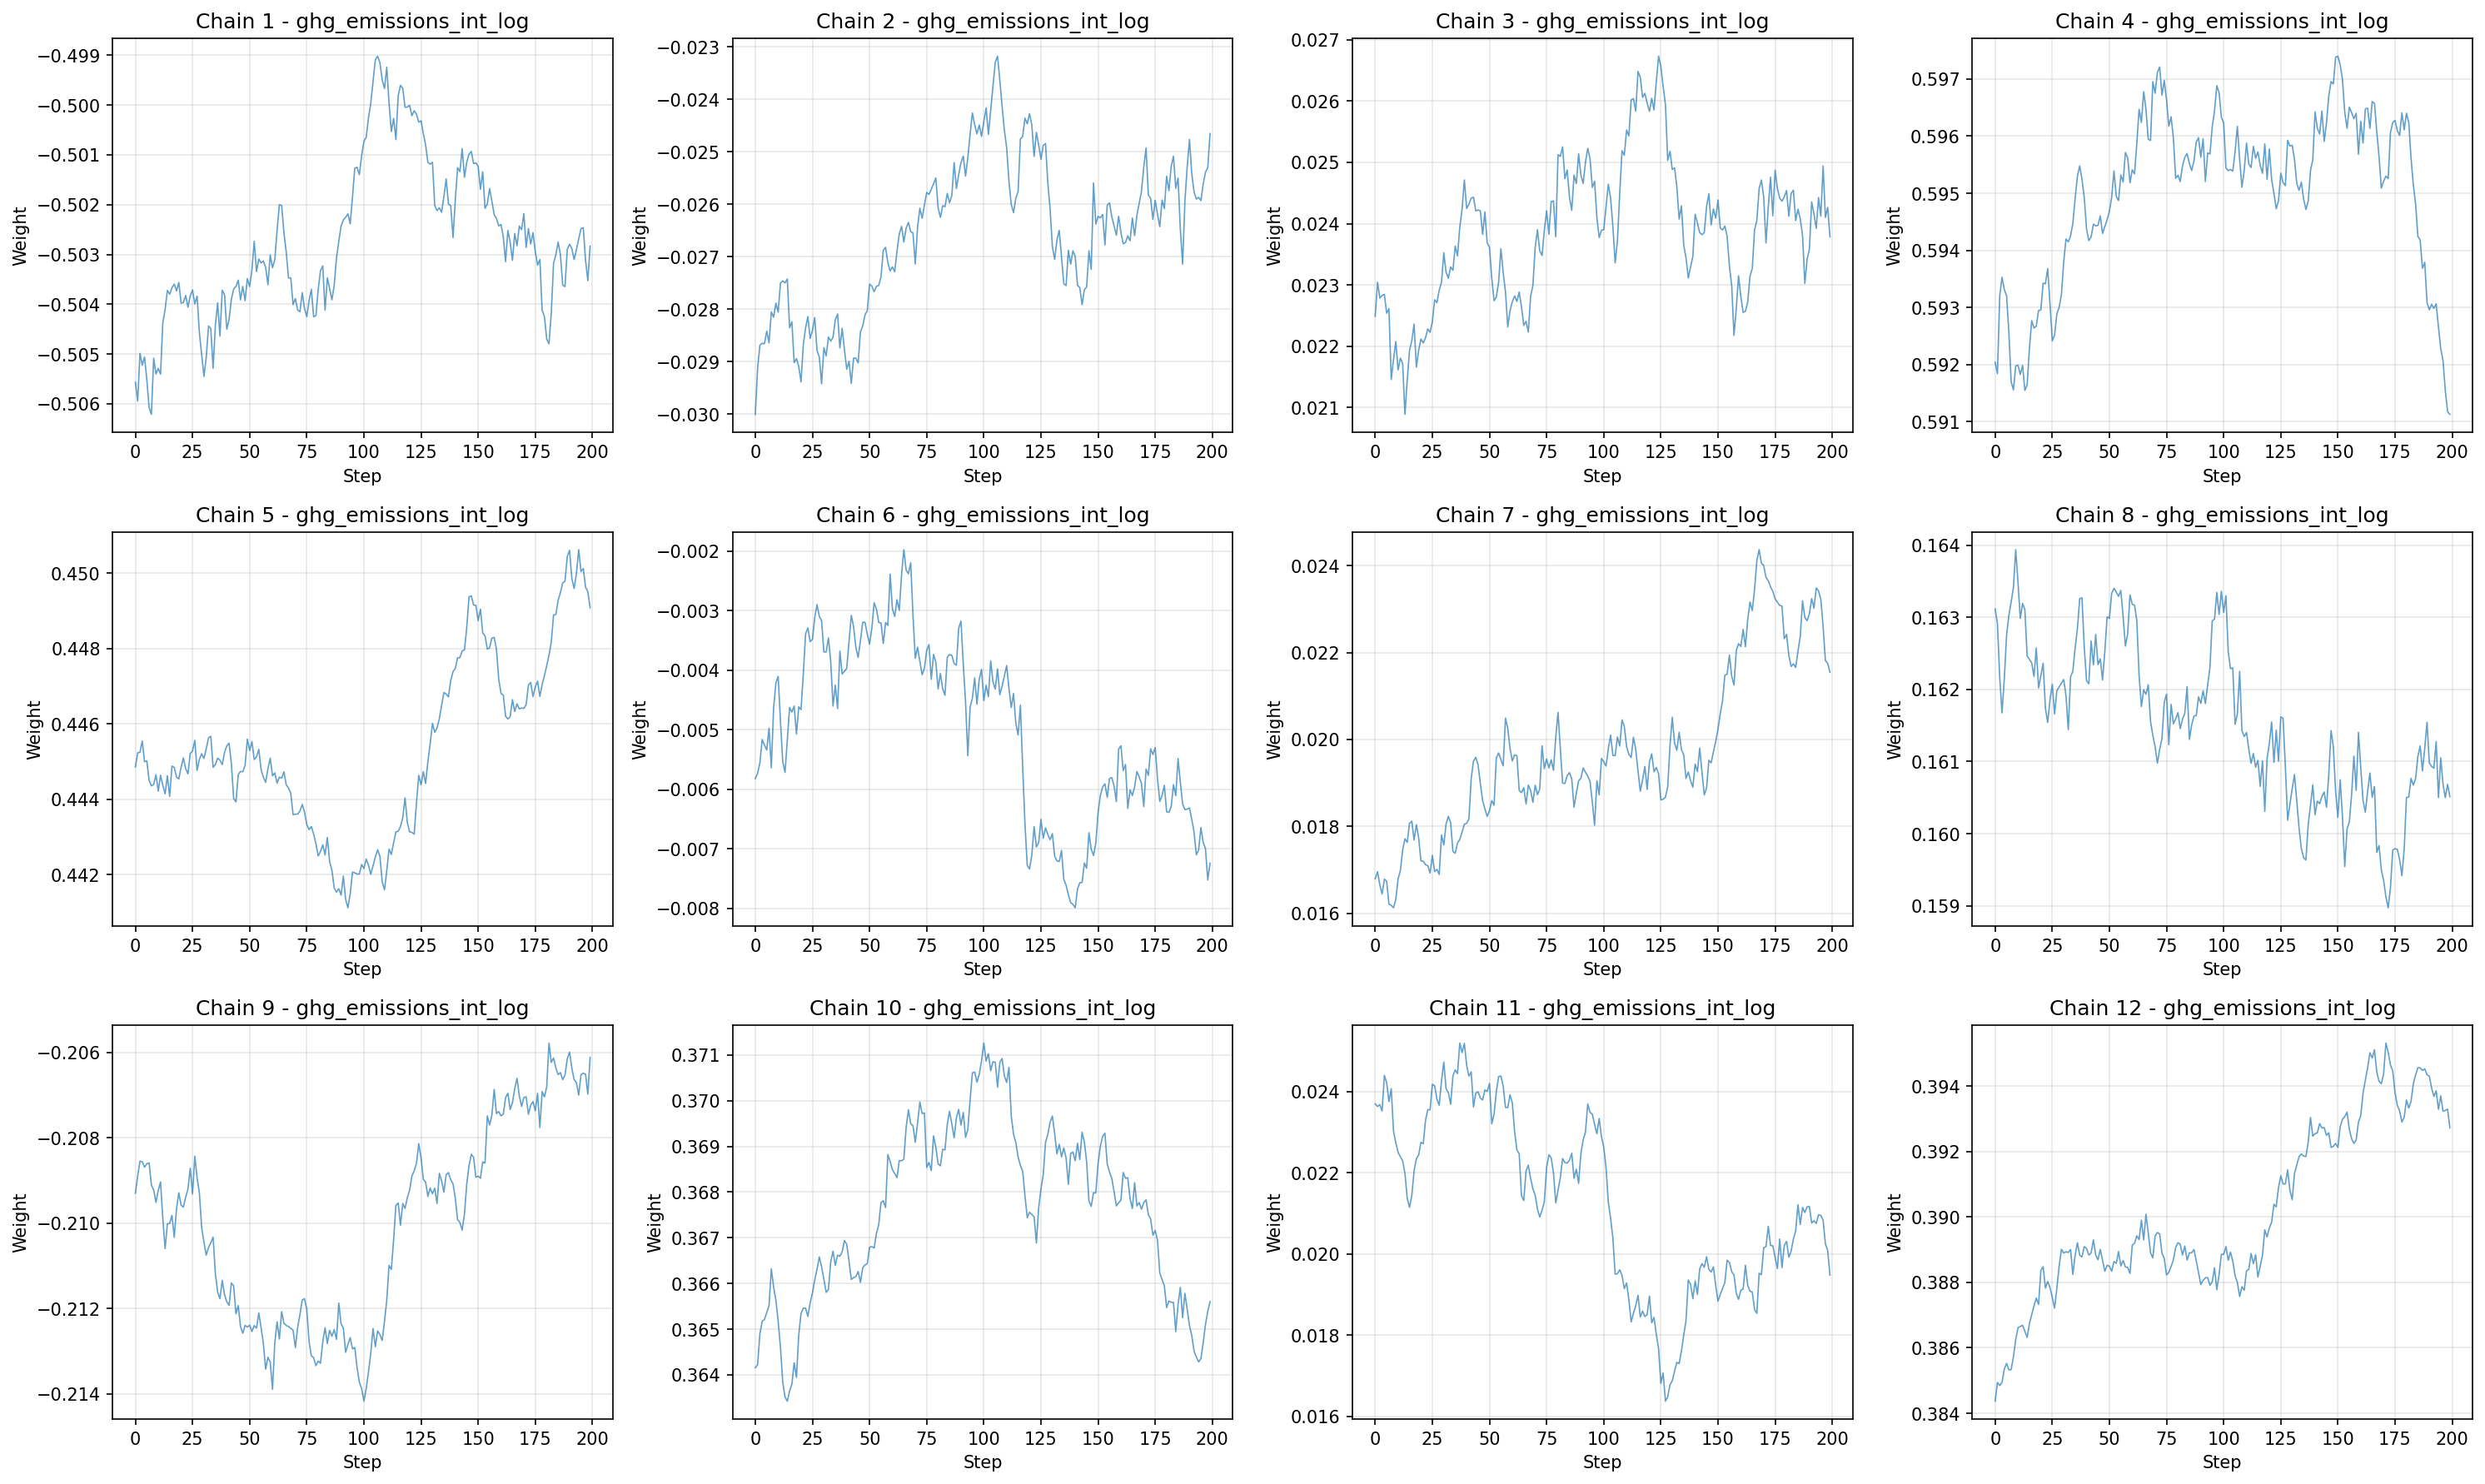 Chain 1 - ghg_emissions_int_log
Weight
−0.499
−0.500
−0.501
−0.502
−0.503
−0.504
−0.505
−0.506
0 25 50 75 100 125 150 175 200
Step
Chain 2 - ghg_emissions_int_log
Weight
−0.023
−0.024
−0.025
−0.026
−0.027
−0.028
−0.029
−0.030
0 25 50 75 100 125 150 175 200
Step
Chain 3 - ghg_emissions_int_log
Weight
0.027
0.026
0.025
0.024
0.023
0.022
0.021
0 25 50 75 100 125 150 175 200
Step
Chain 4 - ghg_emissions_int_log
Weight
0.597
0.596
0.595
0.594
0.593
0.592
0.591
0 25 50 75 100 125 150 175 200
Step
Chain 5 - ghg_emissions_int_log
Weight
0.450
0.448
0.446
0.444
0.442
0 25 50 75 100 125 150 175 200
Step
Chain 6 - ghg_emissions_int_log
Weight
−0.002
−0.003
−0.004
−0.005
−0.006
−0.007
−0.008
0 25 50 75 100 125 150 175 200
Step
Chain 7 - ghg_emissions_int_log
Weight
0.024
0.022
0.020
0.018
0.016
0 25 50 75 100 125 150 175 200
Step
Chain 8 - ghg_emissions_int_log
Weight
0.164
0.163
0.162
0.161
0.160
0.159
0 25 50 75 100 125 150 175 200
Step
Chain 9 - ghg_emissions_int_log
Weight
−0.206
−0.208
−0.210
−0.212
−0.214
0 25 50 75 100 125 150 175 200
Step
Chain 10 - ghg_emissions_int_log
Weight
0.371
0.370
0.369
0.368
0.367
0.366
0.365
0.364
0 25 50 75 100 125 150 175 200
Step
Chain 11 - ghg_emissions_int_log
Weight
0.024
0.022
0.020
0.018
0.016
0 25 50 75 100 125 150 175 200
Step
Chain 12 - ghg_emissions_int_log
Weight
0.394
0.392
0.390
0.388
0.386
0.384
0 25 50 75 100 125 150 175 200
Step